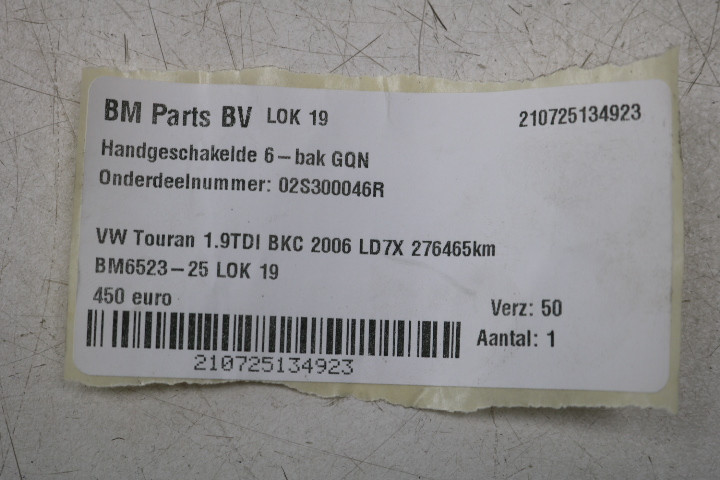 BM Parts BV LOK 19 210725134923
Handgeschakelde 6-bak GQN
Onderdeelnummer: 02S300046R
VW Touran 1.9TDI BKC 2006 LD7X 276465km
BM6523-25 LOK 19
450 euro Verz: 50
Aantal: 1
210725134923